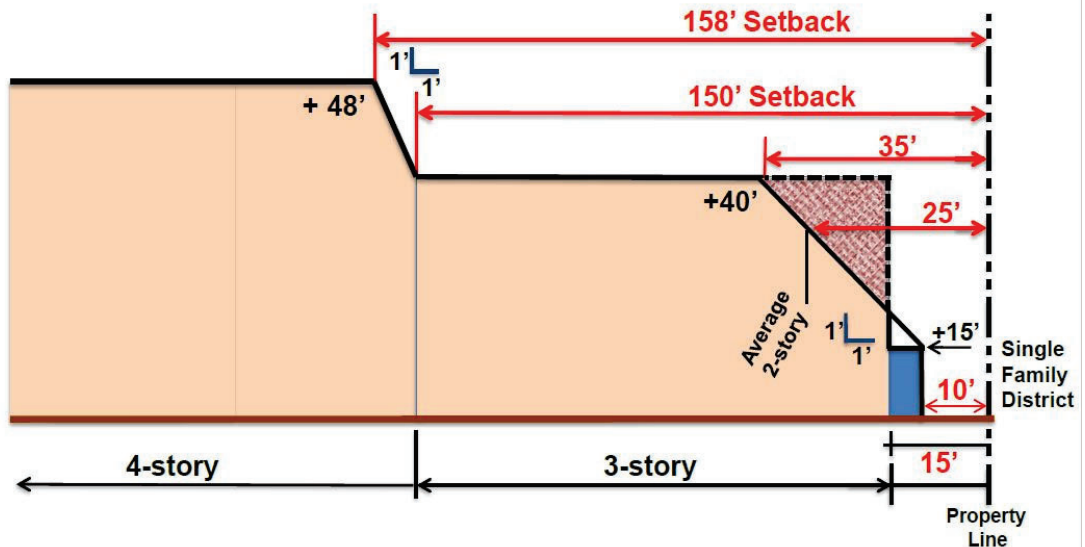 158’ Setback
1’
1’
150’ Setback
+ 48’
35’
+40’
25’
Average
2-story
1’
1’
+15’
Single
Family
District
10’
4-story
3-story
15’
Property
Line